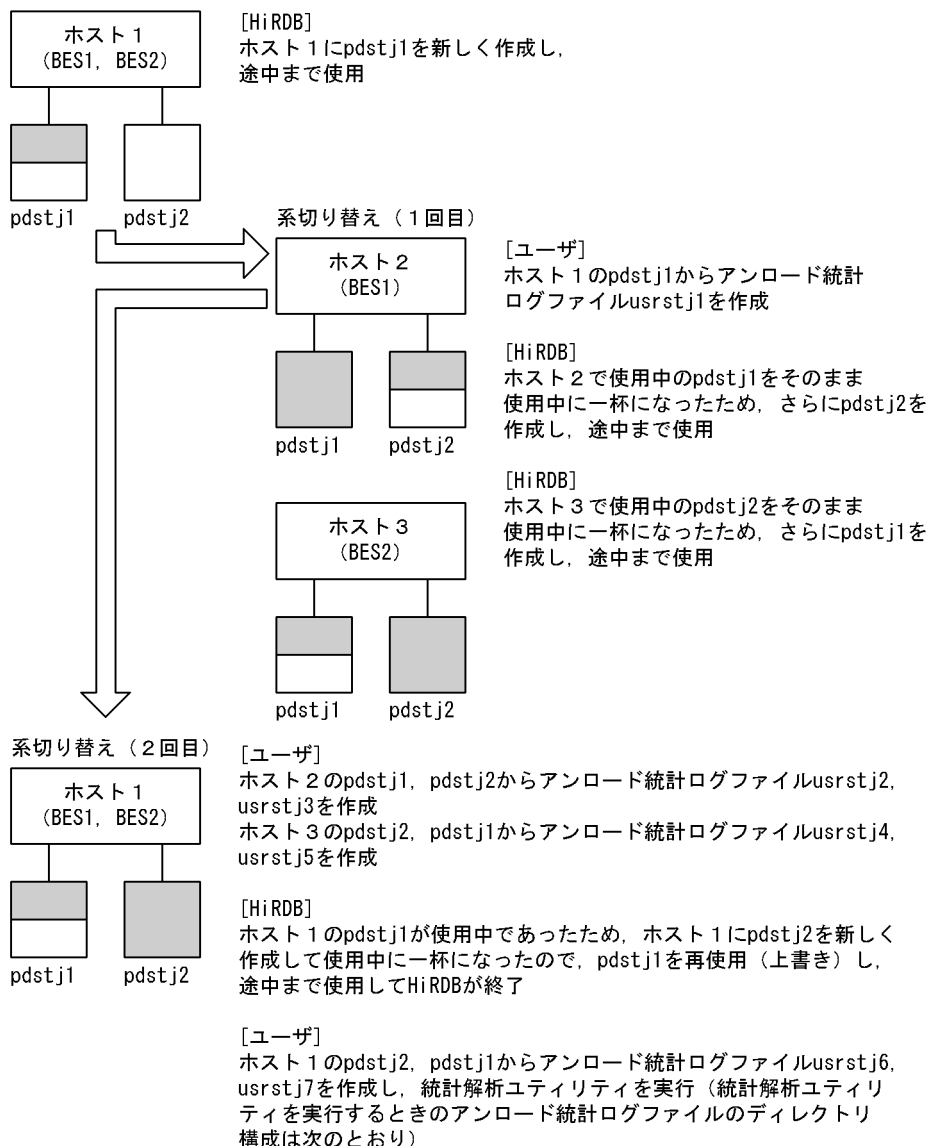 ホスト１
(BES1, BES2)
[HiRDB]
ホスト１にpdstj1を新しく作成し,
途中まで使用
pdstj1
pdstj2
系切り替え（１回目）
ホスト２
(BES1)
[ユーザ]
ホスト１のpdstj1からアンロード統計
ログファイルusrstj1を作成
[HiRDB]
ホスト２で使用中のpdstj1をそのまま
使用中に一杯になったため, さらにpdstj2を
作成し, 途中まで使用
pdstj1
pdstj2
[HiRDB]
ホスト３で使用中のpdstj2をそのまま
使用中に一杯になったため, さらにpdstj1を
作成し, 途中まで使用
ホスト３
(BES2)
pdstj1
pdstj2
系切り替え（２回目）
ホスト１
(BES1, BES2)
pdstj1
pdstj2
[ユーザ]
ホスト２のpdstj1, pdstj2からアンロード統計ログファイルusrstj2,
usrstj3を作成
ホスト３のpdstj2, pdstj1からアンロード統計ログファイルusrstj4,
usrstj5を作成
[HiRDB]
ホスト１のpdstj1が使用中であったため, ホスト１にpdstj2を新しく
作成して使用中に一杯になったので, pdstj1を再使用（上書き）し,
途中まで使用してHiRDBが終了
[ユーザ]
ホスト１のpdstj2, pdstj1からアンロード統計ログファイルusrstj6,
usrstj7を作成し, 統計解析ユティリティを実行（統計解析ユティリ
ティを実行するときのアンロード統計ログファイルのディレクトリ
構成は次のとおり）